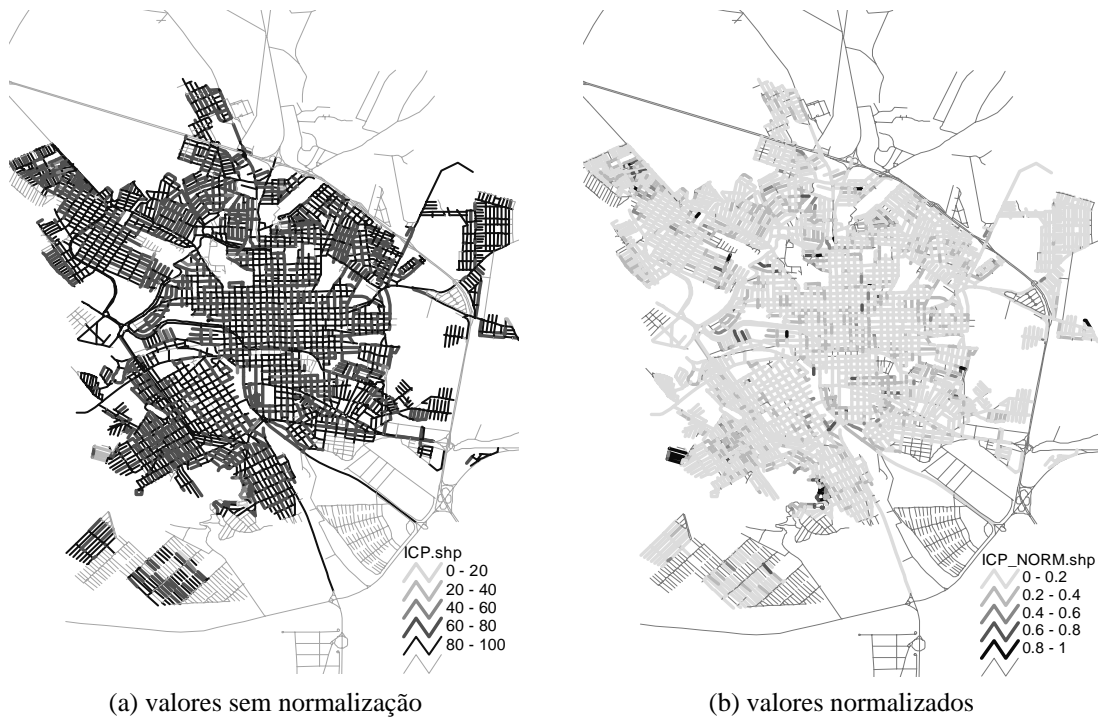 ICP.shp
0 - 20
20 - 40
40 - 60
60 - 80
80 - 100
ICP_NORM.shp
0 - 0.2
0.2 - 0.4
0.4 - 0.6
0.6 - 0.8
0.8 - 1
(a) valores sem normalização
(b) valores normalizados